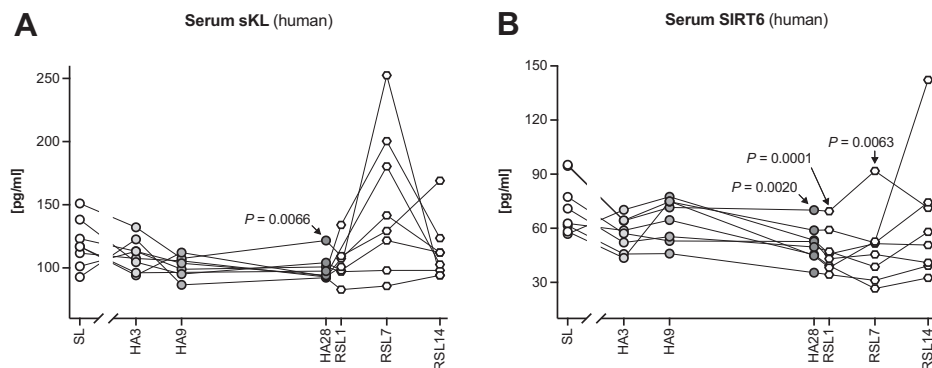 A
Serum sKL (human)
[pg/ml]
250
200
150
100
P = 0.0066
SL
HA3
HA9
HA28
RSL1
RSL7
RSL14
B
Serum SIRT6 (human)
[pg/ml]
150
120
90
60
30
P = 0.0063
P = 0.0001
P = 0.0020
SL
HA3
HA9
HA28
RSL1
RSL7
RSL14